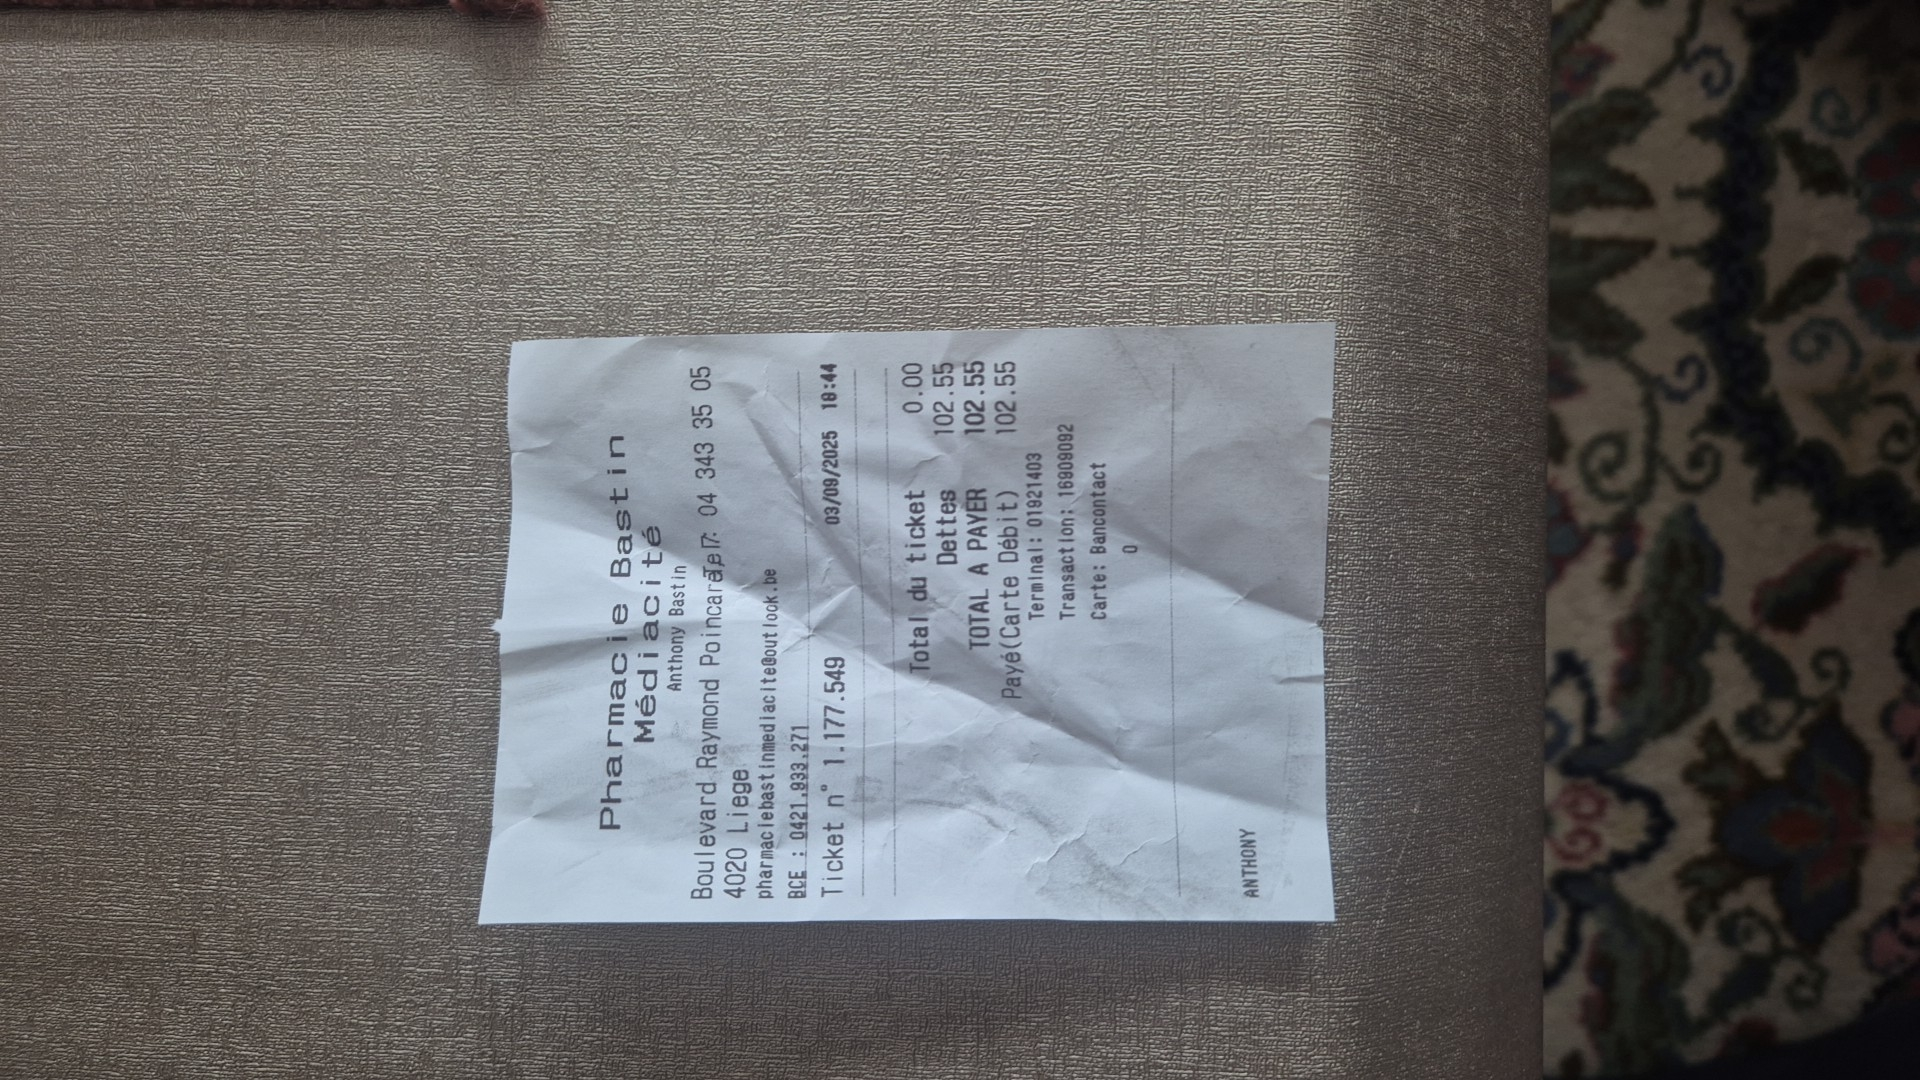 Pharmacie Bastin
Médiacité
Anthony Bastin
Boulevard Raymond Poincaré, 7 Tel : 04 343 35 05
4020 Liege
pharmaciebastinmediacite@outlook.be
BCE : 0421.933.271
Ticket n° 1.177.549 03/09/2025 18:44
Total du ticket 0.00
Dettes 102.55
TOTAL A PAYER 102.55
Payé(Carte Débit) 102.55
Terminal: 01921403
Transaction: 16909092
Carte: Bancontact
0
ANTHONY